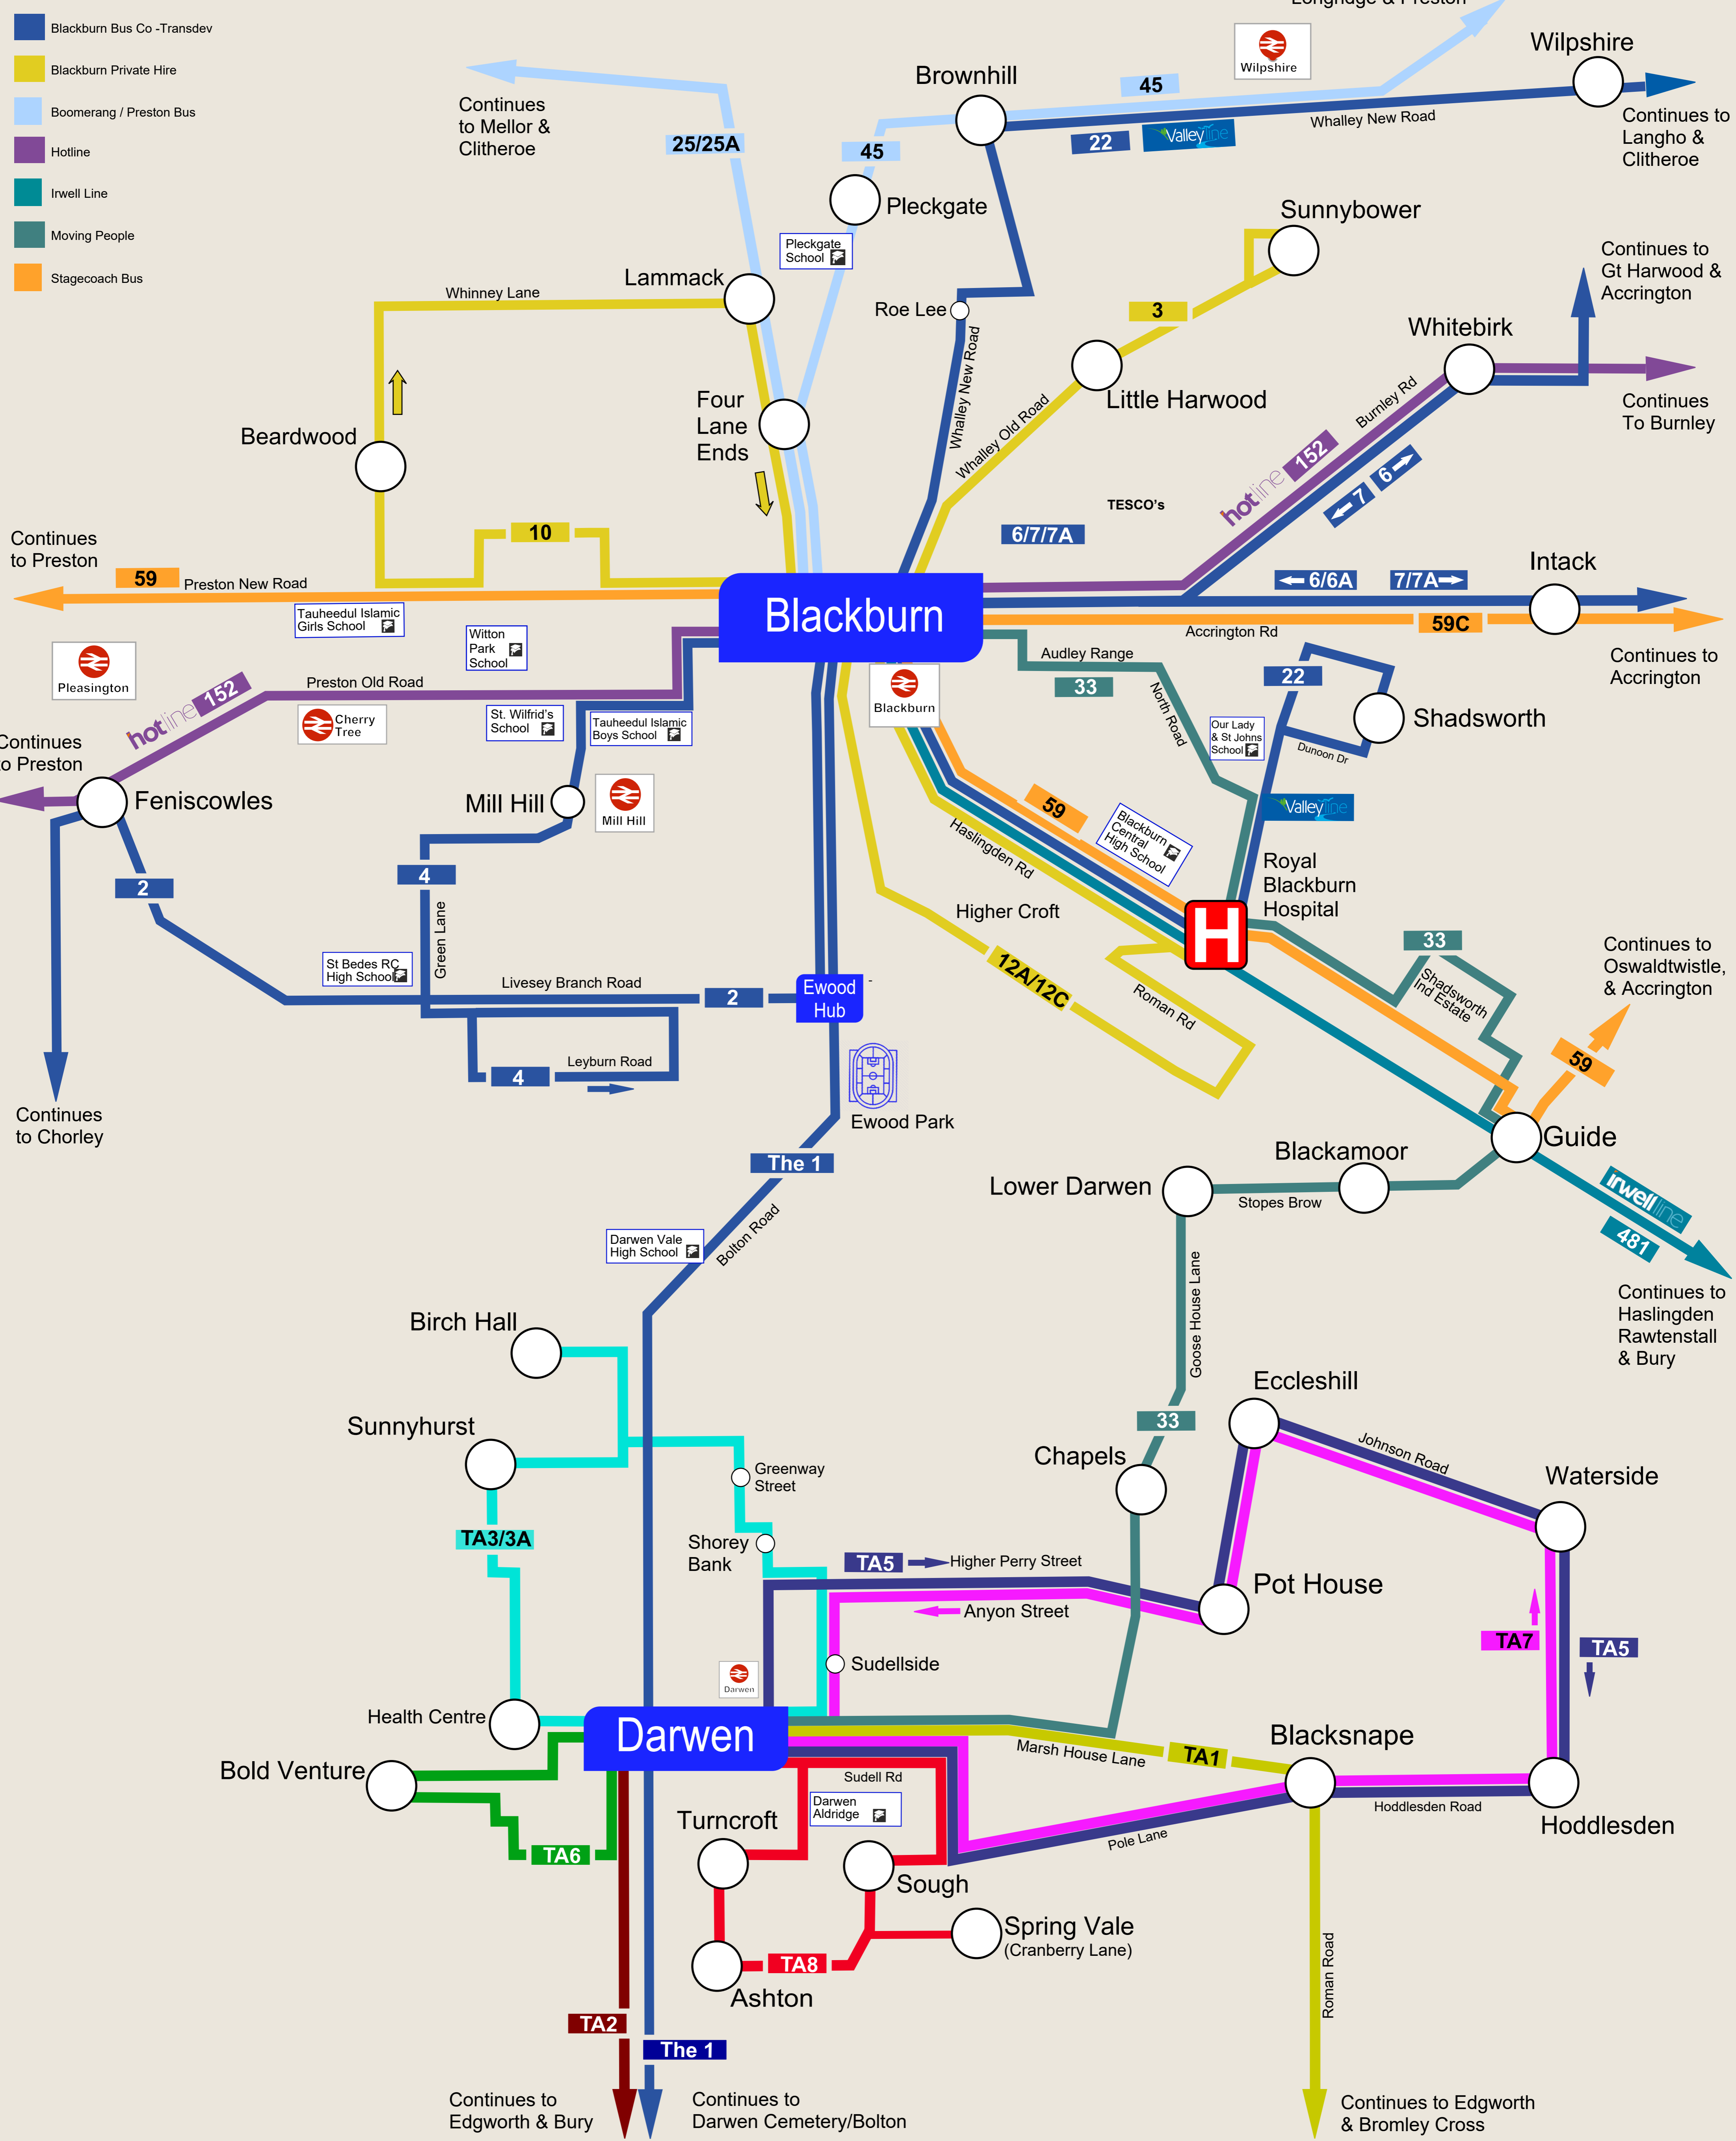 Blackburn Bus Co -Transdev
Blackburn Private Hire
Boomerang / Preston Bus
Hotline
Irwell Line
Moving People
Stagecoach Bus
Longridge & Preston
Wilpshire
Wilpshire
Brownhill
45
Continues
to Mellor &
Clitheroe
25/25A
45
22
Valleyline
Whalley New Road
Continues to
Langho &
Clitheroe
Pleckgate
Pleckgate
School
Sunnybower
Lammack
Whinney Lane
Roe Lee
3
Continues to
Gt Harwood &
Accrington
Whitebirk
Whalley New Road
Little Harwood
Burnley Rd
Continues
To Burnley
Four
Lane
Ends
Beardwood
Whalley Old Road
hotline 152
7
6
TESCO's
6/7/7A
10
Continues
to Preston
59
Preston New Road
Blackburn
6/6A
7/7A
Intack
59C
Accrington Rd
Continues to
Accrington
Tauheedul Islamic
Girls School
Witton
Park
School
Pleasington
Preston Old Road
hotline 152
Cherry
Tree
St. Wilfrid's
School
Tauheedul Islamic
Boys School
Blackburn
Audley Range
33
North Road
22
Our Lady
& St Johns
School
Shadsworth
Dunoon Dr
Valleyline
Continues
to Preston
Feniscowles
Mill Hill
Mill Hill
59
Blackburn
Central
High School
Haslingden Rd
Royal
Blackburn
Hospital
H
2
4
Green Lane
Higher Croft
12A/12C
Roman Rd
33
Shadsworth
Ind Estate
Continues to
Oswaldtwistle,
& Accrington
59
St Bedes RC
High School
Livesey Branch Road
2
Ewood
Hub
-
Leyburn Road
4
Ewood Park
Continues
to Chorley
The 1
Guide
Blackamoor
Lower Darwen
Stopes Brow
irwellline
481
Bolton Road
Darwen Vale
High School
Goose House Lane
Continues to
Haslingden
Rawtenstall
& Bury
Birch Hall
Eccleshill
33
Sunnyhurst
Chapels
Johnson Road
Waterside
Greenway
Street
TA3/3A
Shorey
Bank
TA5
Higher Perry Street
Pot House
Anyon Street
TA7
TA5
Sudellside
Darwen
Health Centre
Darwen
Blacksnape
Marsh House Lane
TA1
Bold Venture
Sudell Rd
Darwen
Aldridge
Turncroft
Hoddlesden Road
Hoddlesden
Pole Lane
TA6
Sough
Spring Vale
(Cranberry Lane)
TA8
Ashton
Roman Road
TA2
The 1
Continues to
Edgworth & Bury
Continues to
Darwen Cemetery/Bolton
Continues to Edgworth
& Bromley Cross